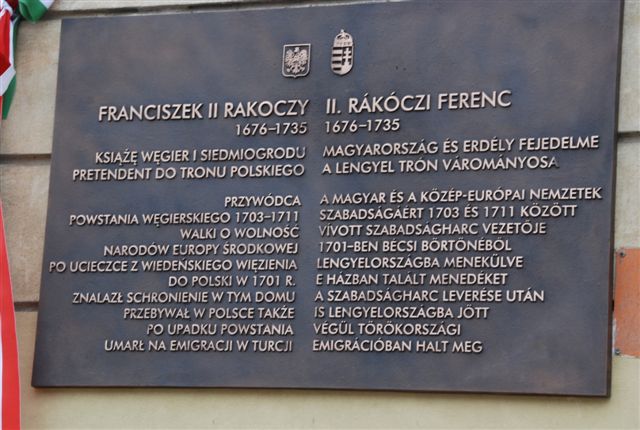 FRANCISZEK II RAKOCZY
1676–1735
KSIĄŻĘ WĘGIER I SIEDMIOGRODU
PRETENDENT DO TRONU POLSKIEGO
PRZYWÓDCA
POWSTANIA WĘGIERSKIEGO 1703–1711
WALKI O WOLNOŚĆ
NARODÓW EUROPY ŚRODKOWEJ
PO UCIECZCE Z WIEDEŃSKIEGO WIĘZIENIA
DO POLSKI W 1701 R.
ZNALAZŁ SCHRONIENIE W TYM DOMU
PRZEBYWAŁ W POLSCE TAKŻE
PO UPADKU POWSTANIA
UMARŁ NA EMIGRACJI W TURCJI
II. RÁKÓCZI FERENC
1676–1735
MAGYARORSZÁG ÉS ERDÉLY FEJEDELME
A LENGYEL TRÓN VÁROMÁNYOSA
A MAGYAR ÉS A KÖZÉP-EURÓPAI NEMZETEK
SZABADSÁGÁÉRT 1703 ÉS 1711 KÖZÖTT
VÍVOTT SZABADSÁGHARC VEZETŐJE
1701–BEN BÉCSI BÖRTÖNÉBŐL
LENGYELORSZÁGBA MENEKÜLVE
E HÁZBAN TALÁLT MENEDÉKET
A SZABADSÁGHARC LEVERÉSE UTÁN
IS LENGYELORSZÁGBA JÖTT
VÉGÜL TÖRÖKORSZÁGI
EMIGRÁCIÓBAN HALT MEG